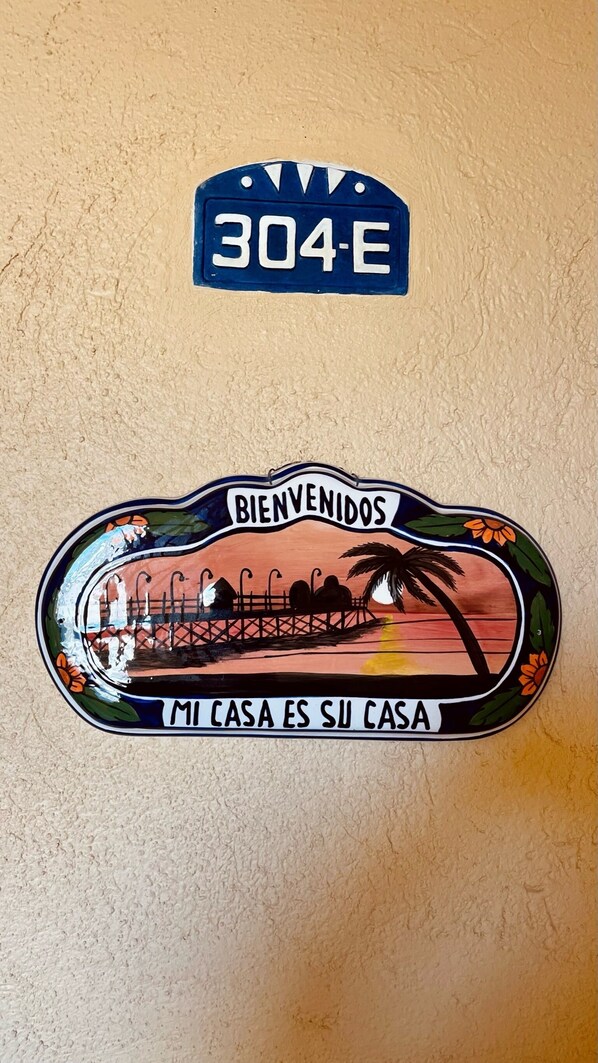 304-E
BIENVENIDOS
MI CASA ES SU CASA